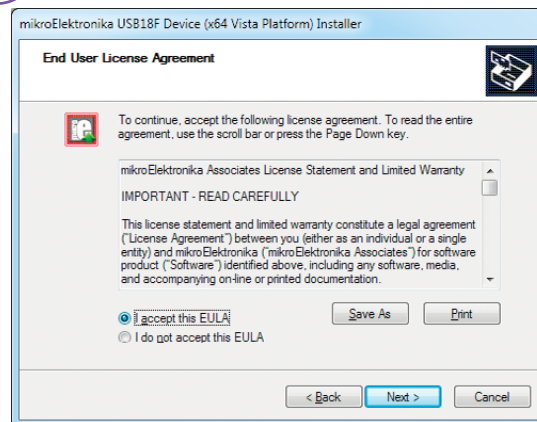 mikroElektronika USB18F Device (x64 Vista Platform) Installer
End User License Agreement
To continue, accept the following license agreement. To read the entire
agreement, use the scroll bar or press the Page Down key.
mikroElektronika Associates License Statement and Limited Warranty
IMPORTANT - READ CAREFULLY
This license statement and limited warranty constitute a legal agreement
("License Agreement") between you (either as an individual or a single
entity) and mikroElektronika ("mikroElektronika Associates") for software
product ("Software") identified above, including any software, media,
and accompanying on-line or printed documentation.
I accept this EULA
Save As
Print
I do not accept this EULA
< Back
Next >
Cancel